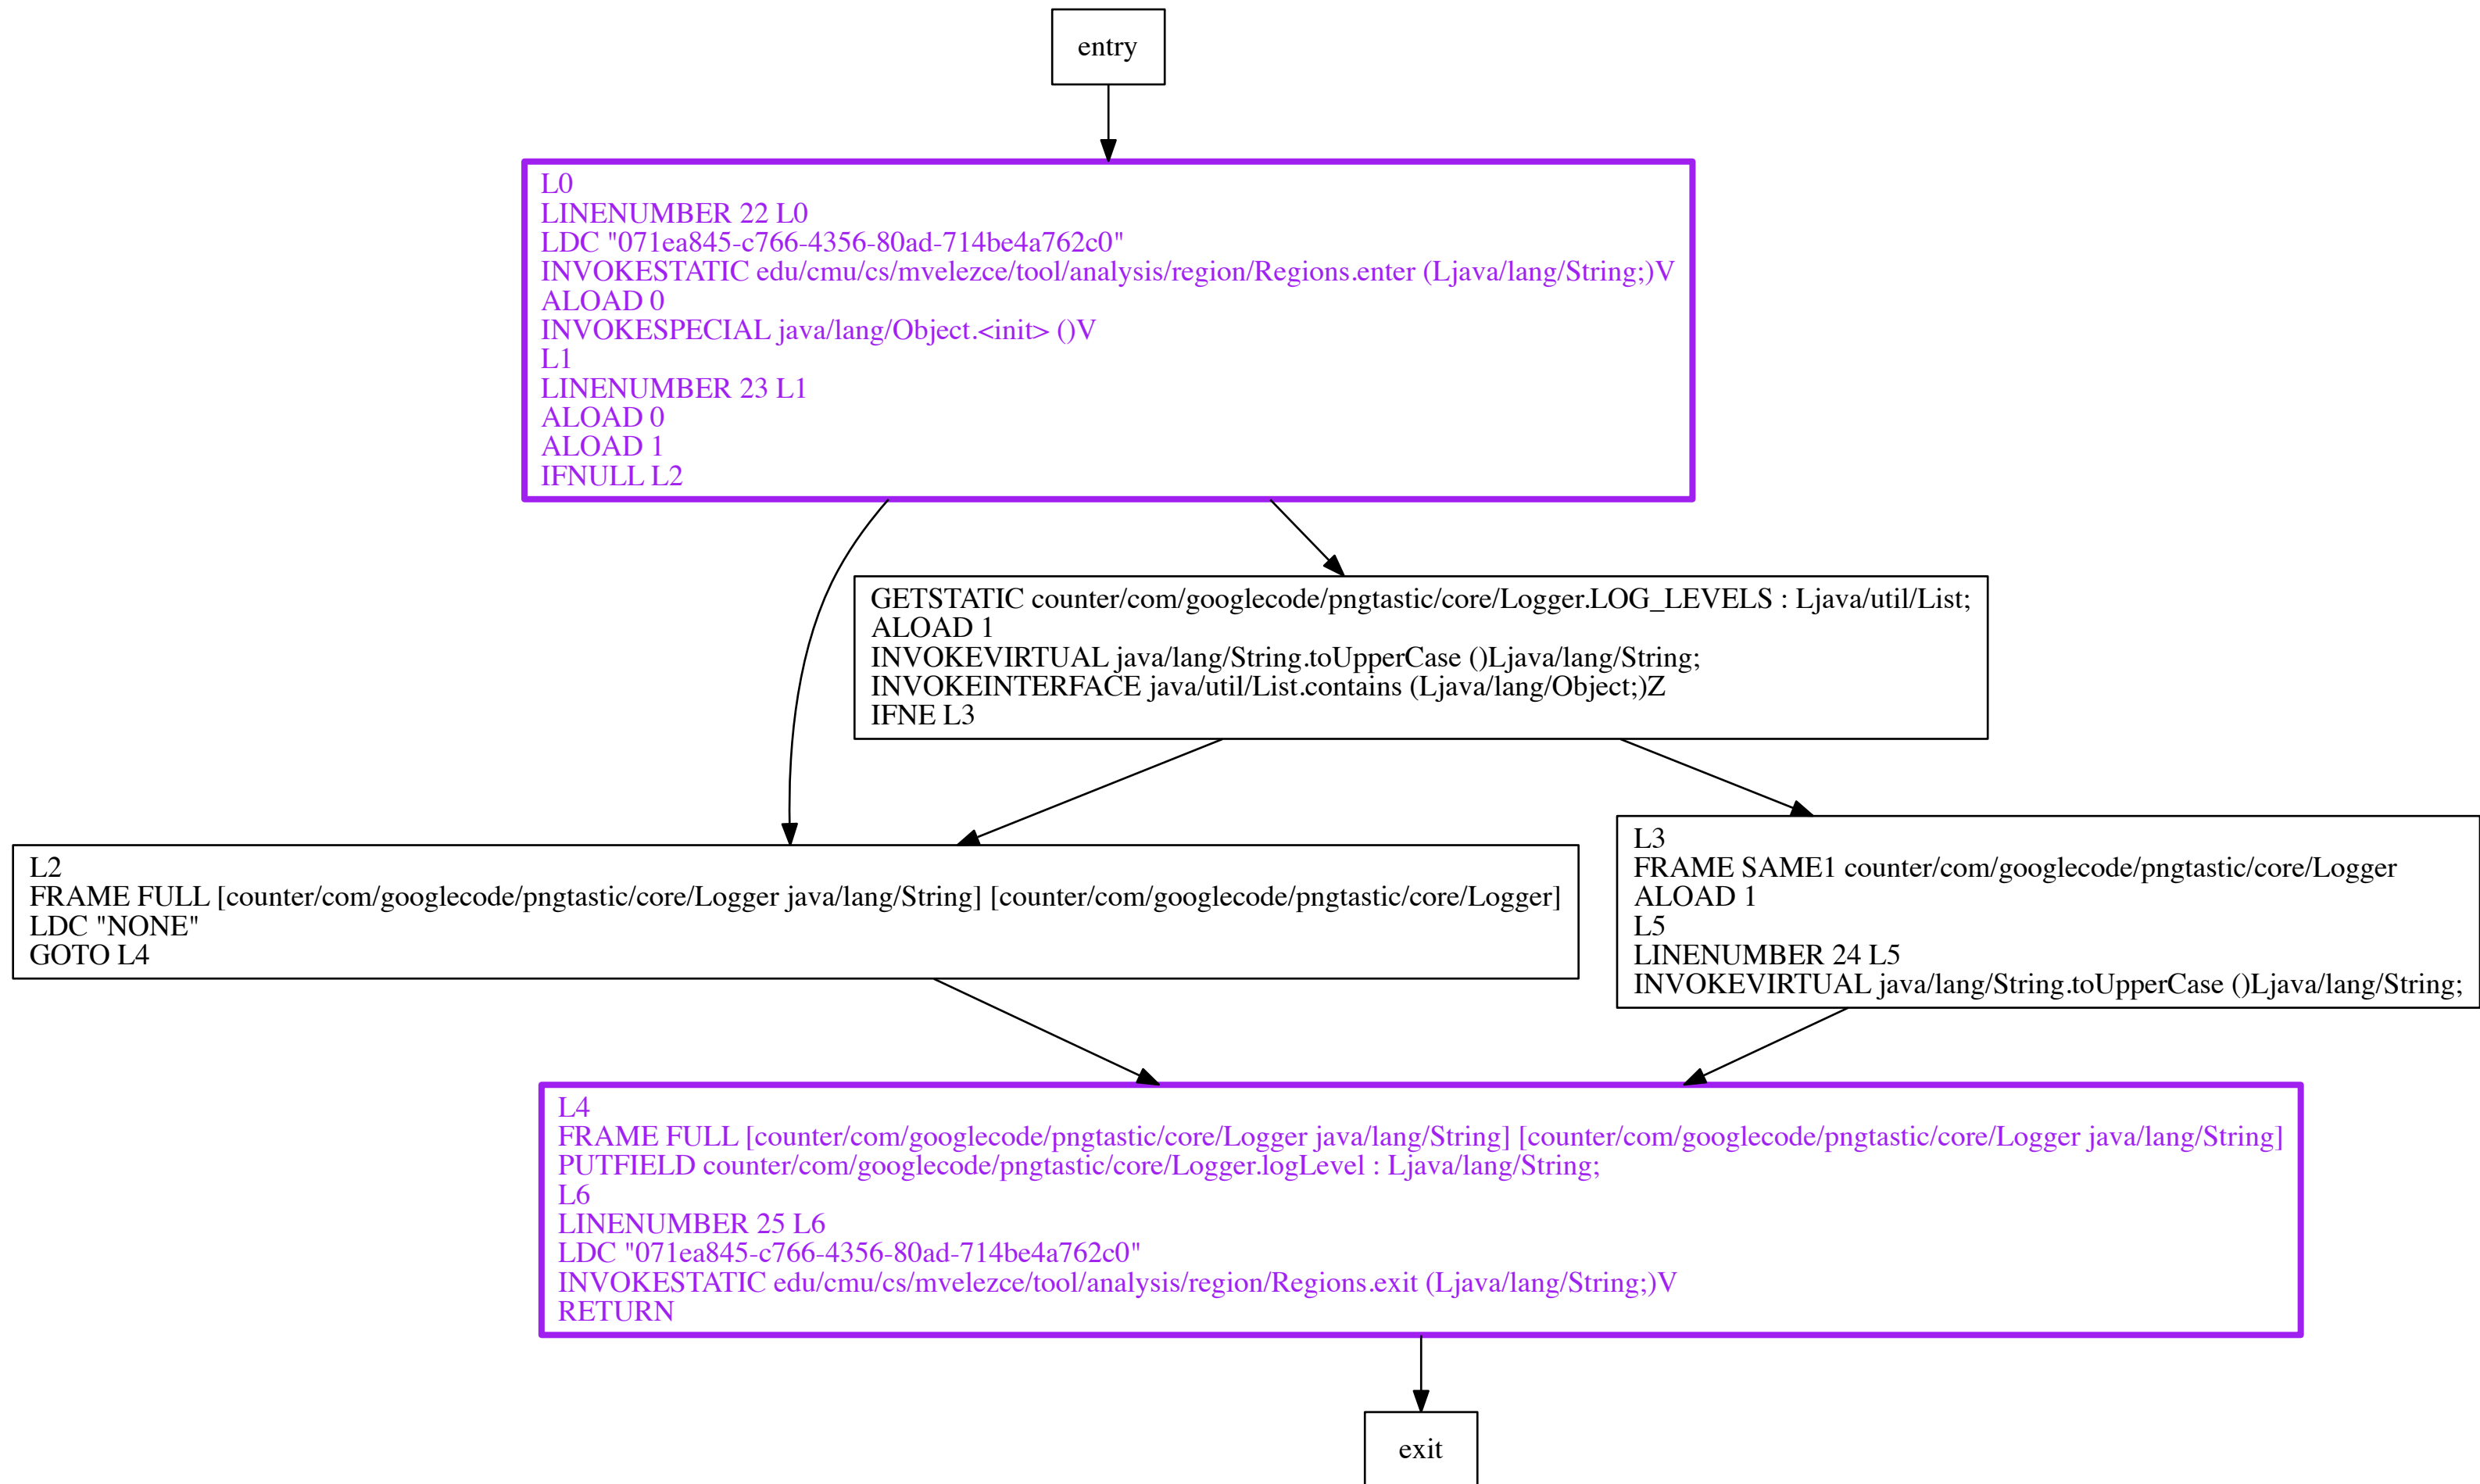 entry
L0
LINENUMBER 22 L0
LDC "071ea845-c766-4356-80ad-714be4a762c0"
INVOKESTATIC edu/cmu/cs/mvelezce/tool/analysis/region/Regions.enter (Ljava/lang/String;)V
ALOAD 0
INVOKESPECIAL java/lang/Object.<init> ()V
L1
LINENUMBER 23 L1
ALOAD 0
ALOAD 1
IFNULL L2
GETSTATIC counter/com/googlecode/pngtastic/core/Logger.LOG_LEVELS : Ljava/util/List;
ALOAD 1
INVOKEVIRTUAL java/lang/String.toUpperCase ()Ljava/lang/String;
INVOKEINTERFACE java/util/List.contains (Ljava/lang/Object;)Z
IFNE L3
L2
FRAME FULL [counter/com/googlecode/pngtastic/core/Logger java/lang/String] [counter/com/googlecode/pngtastic/core/Logger]
LDC "NONE"
GOTO L4
L3
FRAME SAME1 counter/com/googlecode/pngtastic/core/Logger
ALOAD 1
L5
LINENUMBER 24 L5
INVOKEVIRTUAL java/lang/String.toUpperCase ()Ljava/lang/String;
L4
FRAME FULL [counter/com/googlecode/pngtastic/core/Logger java/lang/String] [counter/com/googlecode/pngtastic/core/Logger java/lang/String]
PUTFIELD counter/com/googlecode/pngtastic/core/Logger.logLevel : Ljava/lang/String;
L6
LINENUMBER 25 L6
LDC "071ea845-c766-4356-80ad-714be4a762c0"
INVOKESTATIC edu/cmu/cs/mvelezce/tool/analysis/region/Regions.exit (Ljava/lang/String;)V
RETURN
exit